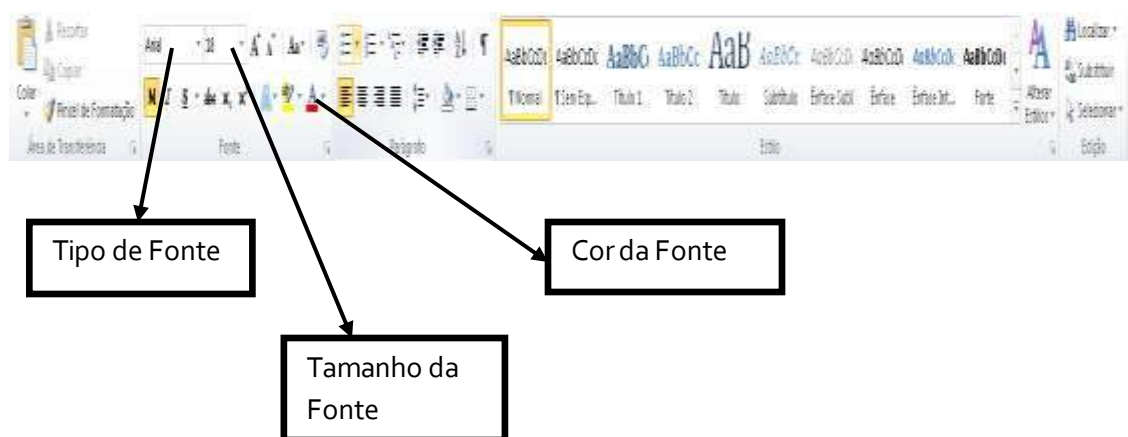 Recortar
Arial 18
Localizar
AaBbCcDc AaBbCcDc AaBbC AaBbCc AaB AaBbCc AaBbCcDc AaBbCcDc AaBbCcDc AaBbCcDc
Copiar
Substituir
Colar
Pincel de Formatação
N I S abc x, x
¶ Normal ¶ Sem Esp... Título 1 Título 2 Título Subtítulo Ênfase Sutil Ênfase Ênfase Int... Forte
Alterar
Estilos
Selecionar
Área de Transferência Fonte Parágrafo Estilo Edição
Tipo de Fonte
Cor da Fonte
Tamanho da
Fonte